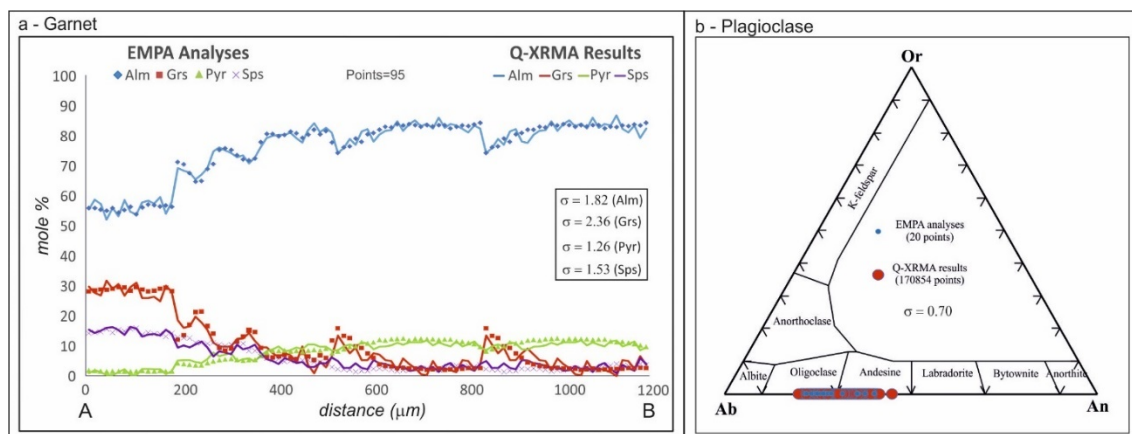 a - Garnet
EMPA Analyses
Q-XRMA Results
Alm Grs Pyr Sps
Points=95
Alm Grs Pyr Sps
100
90
80
70
60
50
40
30
20
10
0
mole %
σ = 1.82 (Alm)
σ = 2.36 (Grs)
σ = 1.26 (Pyr)
σ = 1.53 (Sps)
0 200 400 600 800 1000 1200
A distance (μm) B
b - Plagioclase
Or
K-feldspar
EMPA analyses
(20 points)
Q-XRMA results
(170854 points)
σ = 0.70
Anorthoclase
Albite Oligoclase Andesine Labradorite Bytownite Anorthite
Ab An